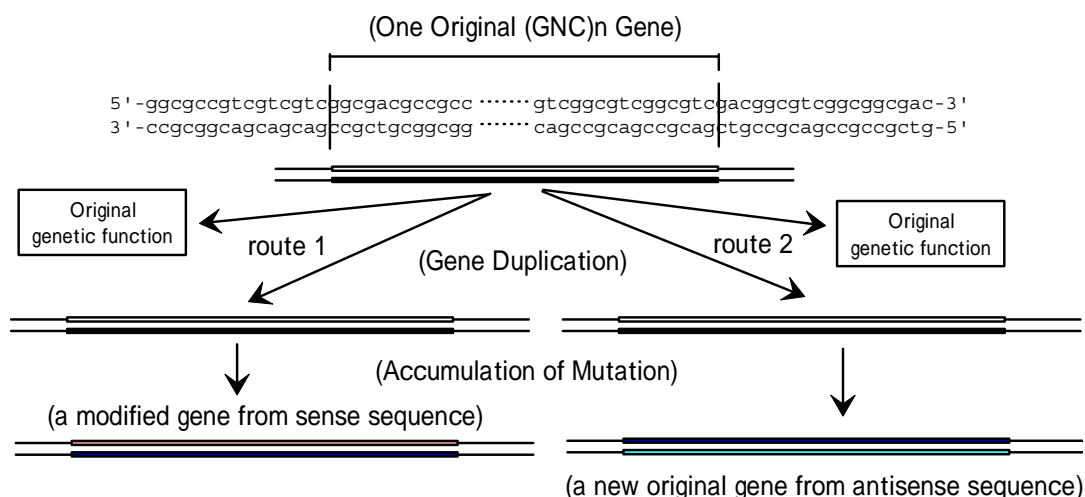 (One Original (GNC)n Gene)
5'-ggcgccgtcgtcgtcggcgacgccgcc ······· gtcggcgtcggcgtcgacggcgtcggcggcgac-3'
3'-ccgcggcagcagcagccgctgcggcgg ······· cagccgcagccgcagctgccgcagccgccgctg-5'
Original
genetic function
route 1
(Gene Duplication)
route 2
Original
genetic function
(Accumulation of Mutation)
(a modified gene from sense sequence)
(a new original gene from antisense sequence)